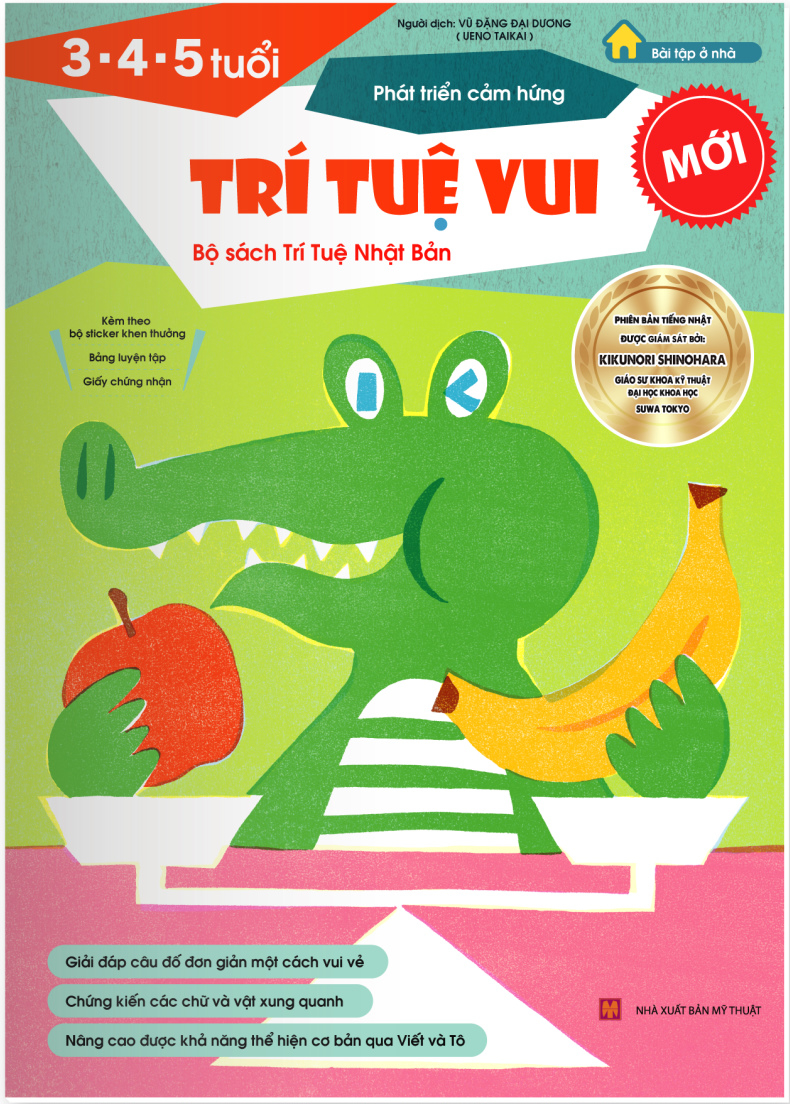 3·4·5 tuổi
Người dịch: VŨ ĐẶNG ĐẠI DƯƠNG
( UENO TAIKAI )
Bài tập ở nhà
Phát triển cảm hứng
MỚI
TRÍ TUỆ VUI
Bộ sách Trí Tuệ Nhật Bản
Kèm theo
bộ sticker khen thưởng
Bảng luyện tập
Giấy chứng nhận
PHIÊN BẢN TIẾNG NHẬT
ĐƯỢC GIÁM SÁT BỞI:
KIKUNORI SHINOHARA
GIÁO SƯ KHOA KỸ THUẬT
ĐẠI HỌC KHOA HỌC
SUWA TOKYO
Giải đáp câu đố đơn giản một cách vui vẻ
Chứng kiến các chữ và vật xung quanh
Nâng cao được khả năng thể hiện cơ bản qua Viết và Tô
NHÀ XUẤT BẢN MỸ THUẬT